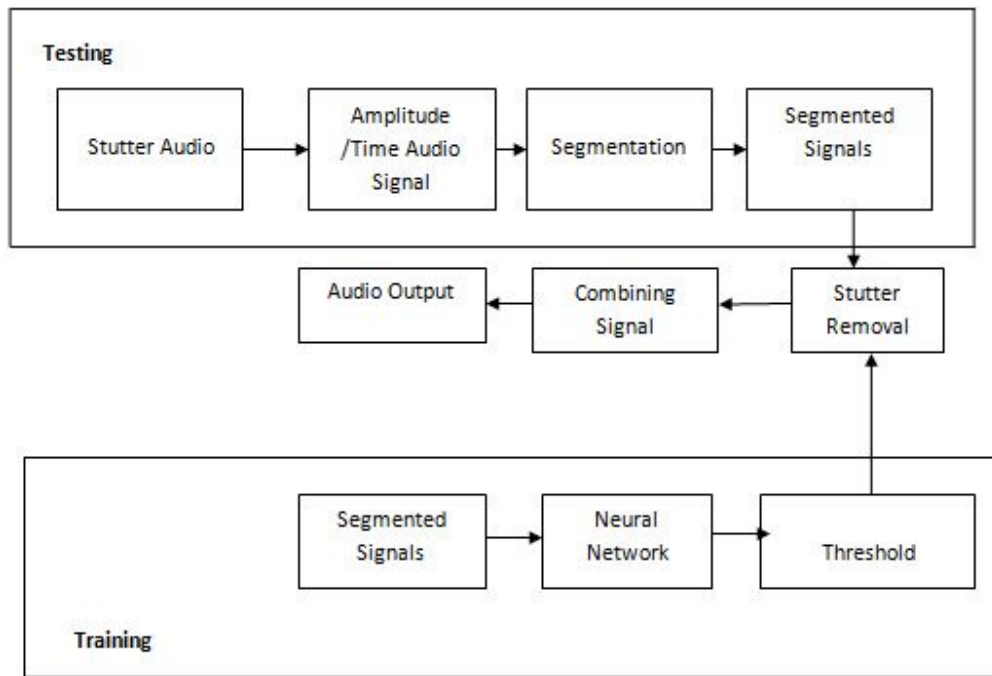 Testing
Stutter Audio
Amplitude
/Time Audio
Signal
Segmentation
Segmented
Signals
Audio Output
Combining
Signal
Stutter
Removal
Segmented
Signals
Neural
Network
Threshold
Training